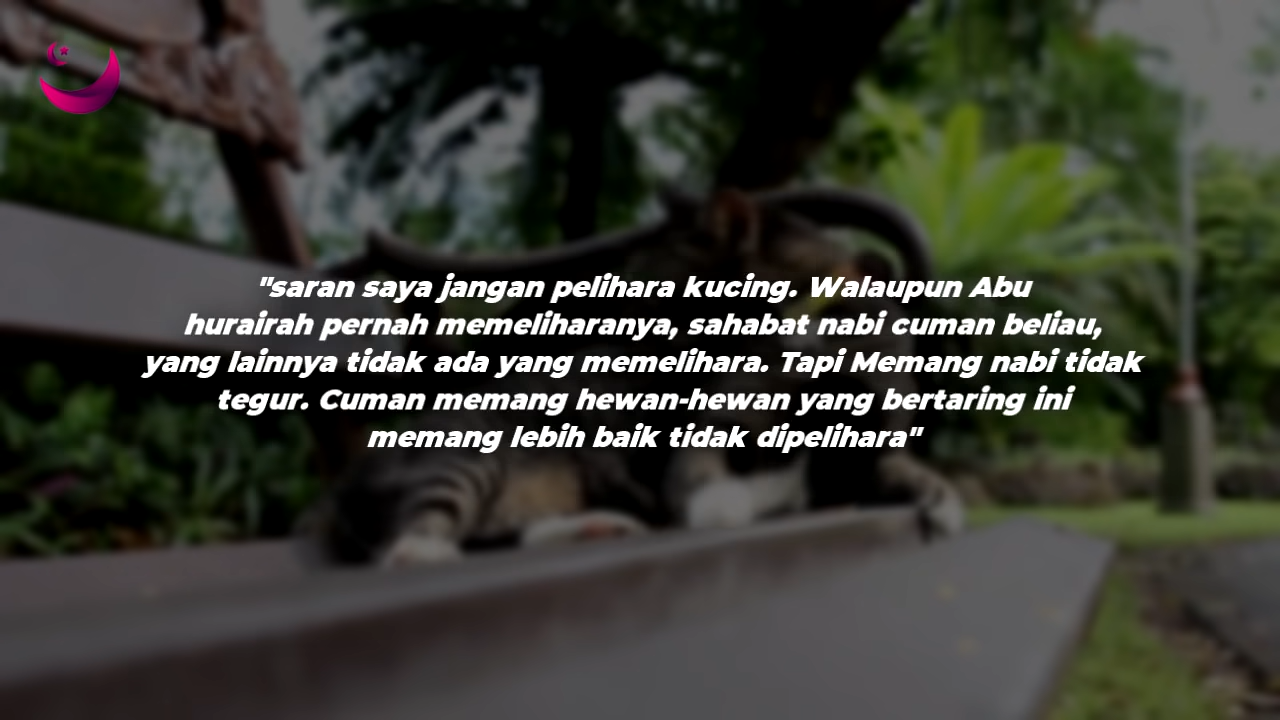 "saran saya jangan pelihara kucing. Walaupun Abu
hurairah pernah memeliharanya, sahabat nabi cuman beliau,
yang lainnya tidak ada yang memelihara. Tapi Memang nabi tidak
tegur. Cuman memang hewan-hewan yang bertaring ini
memang lebih baik tidak dipelihara"